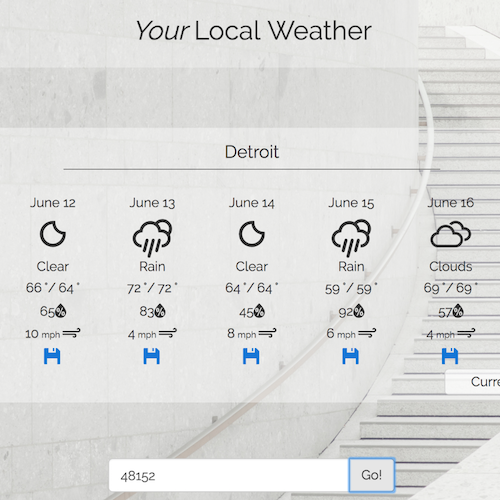 Your Local Weather
Detroit
June 12 June 13 June 14 June 15 June 16
Clear Rain Clear Rain Clouds
66°/ 64° 72°/ 72° 64°/ 64° 59°/ 59° 69°/ 69°
65% 83% 45% 92% 57%
10 mph 4 mph 8 mph 6 mph 4 mph
Curre
48152 Go!